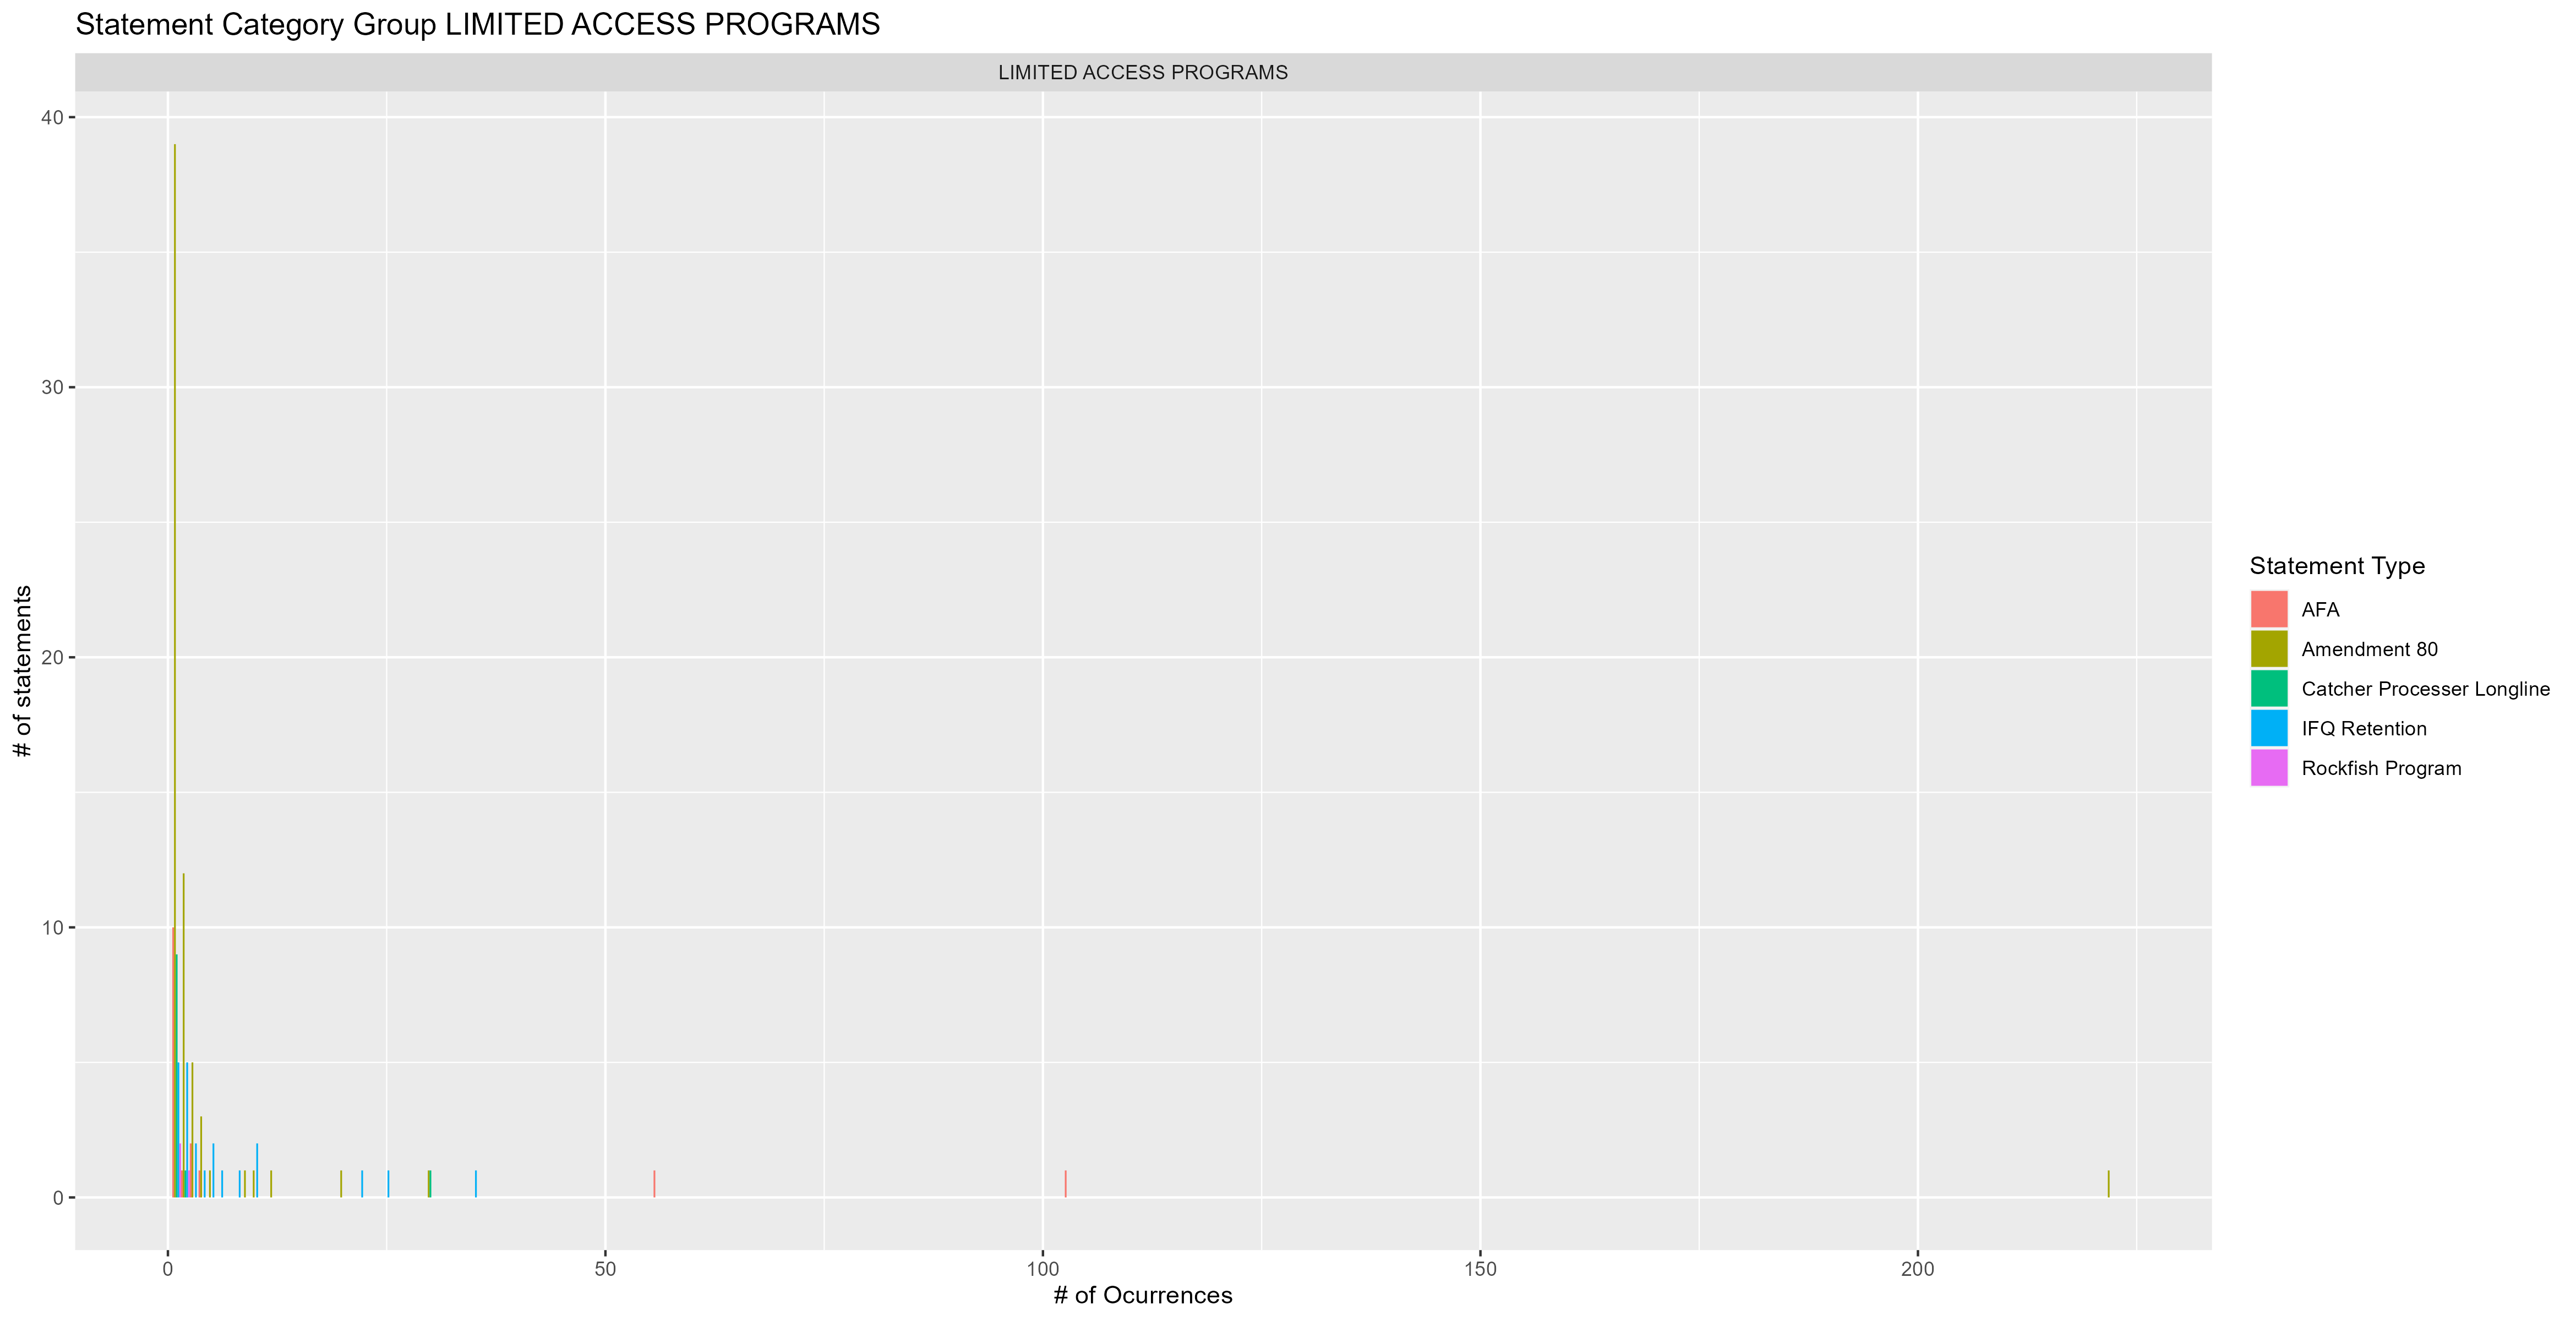 Statement Category Group LIMITED ACCESS PROGRAMS
LIMITED ACCESS PROGRAMS
# of statements
40
30
20
10
0
0 50 100 150 200
# of Ocurrences
Statement Type
AFA
Amendment 80
Catcher Processer Longline
IFQ Retention
Rockfish Program